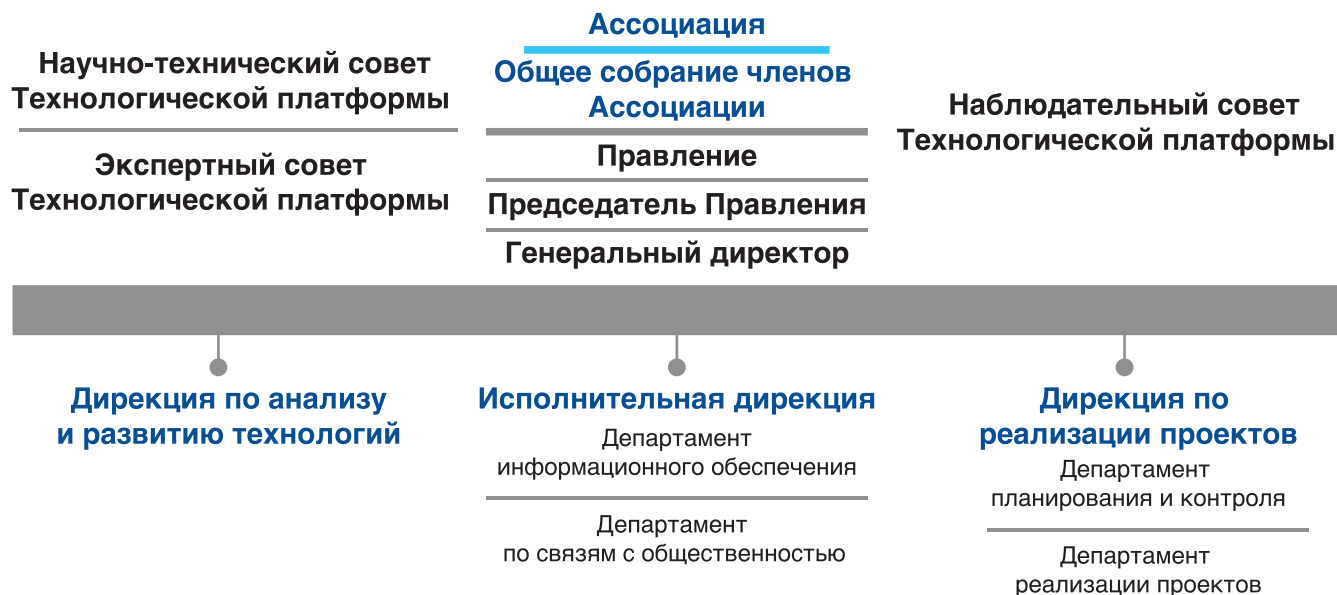 Научно-технический совет
Технологической платформы
Экспертный совет
Технологической платформы
Ассоциация
Общее собрание членов
Ассоциации
Правление
Председатель Правления
Генеральный директор
Наблюдательный совет
Технологической платформы
Дирекция по анализу
и развитию технологий
Исполнительная дирекция
Департамент
информационного обеспечения
Департамент
по связям с общественностью
Дирекция по
реализации проектов
Департамент
планирования и контроля
Департамент
реализации проектов